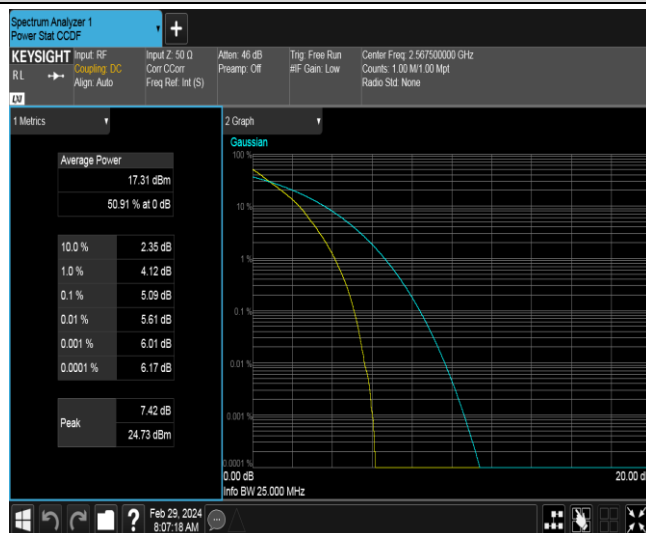 Spectrum Analyzer 1
Power Stat CCDF
KEYSIGHT
RL
LXI
Input: RF
Coupling: DC
Align: Auto
Input Z: 50 Ω
Corr CCorr
Freq Ref: Int (S)
Atten: 46 dB
Preamp: Off
Trig: Free Run
#IF Gain: Low
Center Freq: 2.567500000 GHz
Counts: 1.00 M/1.00 Mpt
Radio Std: None
1 Metrics
Average Power
17.31 dBm
50.91 % at 0 dB
10.0 % 2.35 dB
1.0 % 4.12 dB
0.1 % 5.09 dB
0.01 % 5.61 dB
0.001 % 6.01 dB
0.0001 % 6.17 dB
Peak
7.42 dB
24.73 dBm
2 Graph
Gaussian
100 %
10 %
1 %
0.1 %
0.01 %
0.001 %
0.0001 %
0.00 dB
20.00 d
Info BW 25.000 MHz
?
Feb 29, 2024
8:07:18 AM